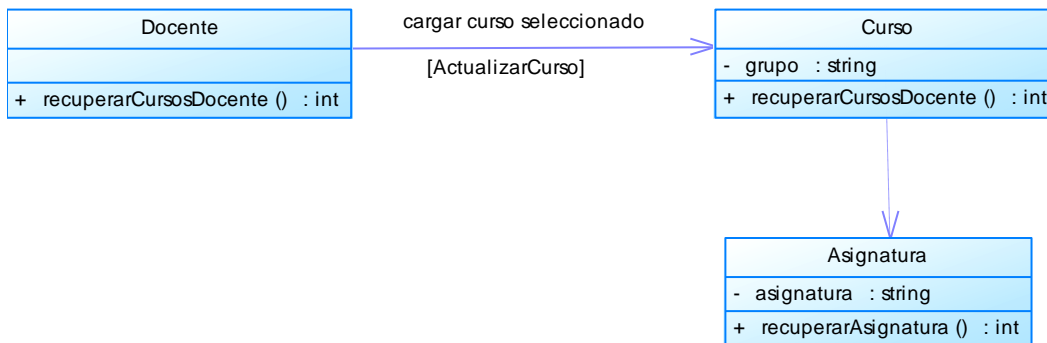 Docente
+ recuperarCursosDocente () : int
cargar curso seleccionado
[ActualizarCurso]
Curso
- grupo : string
+ recuperarCursosDocente () : int
Asignatura
- asignatura : string
+ recuperarAsignatura () : int